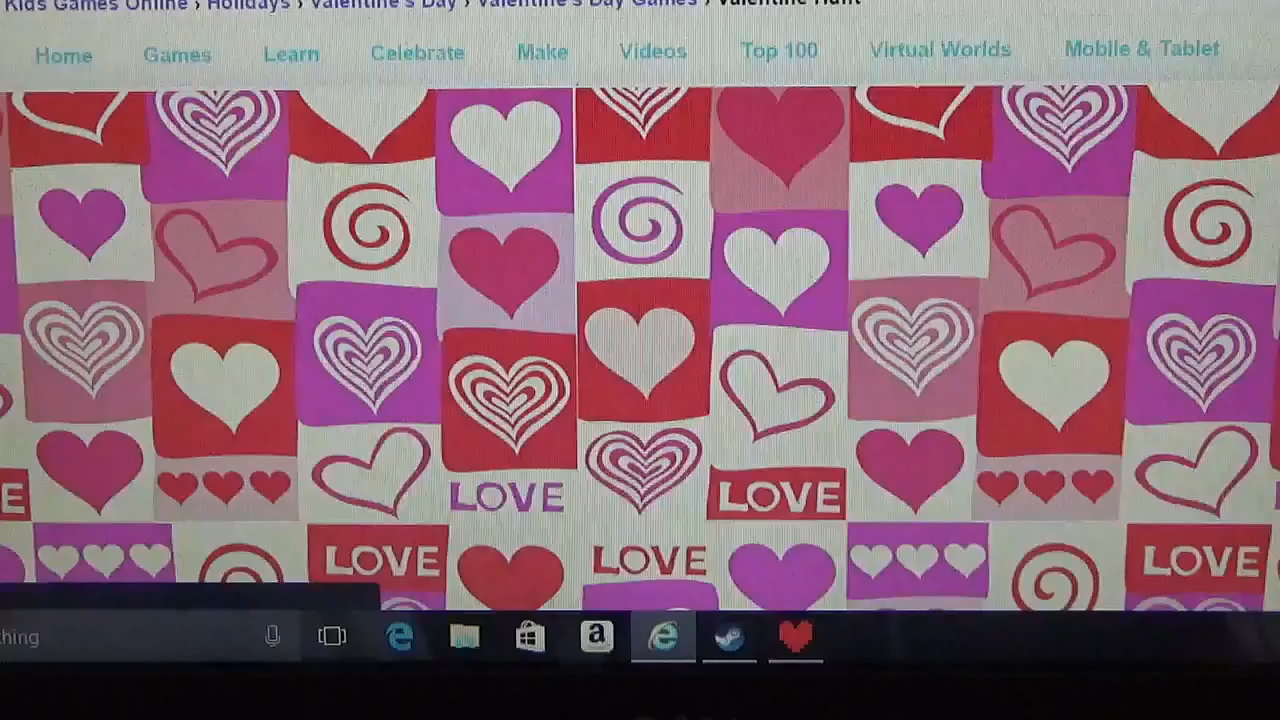 Kids Games Online › Holidays › Valentine's Day › Valentine's Day Games › Valentine Hunt
Home Games Learn Celebrate Make Videos Top 100 Virtual Worlds Mobile & Tablet
E LOVE LOVE
LOVE LOVE LOVE
hing a